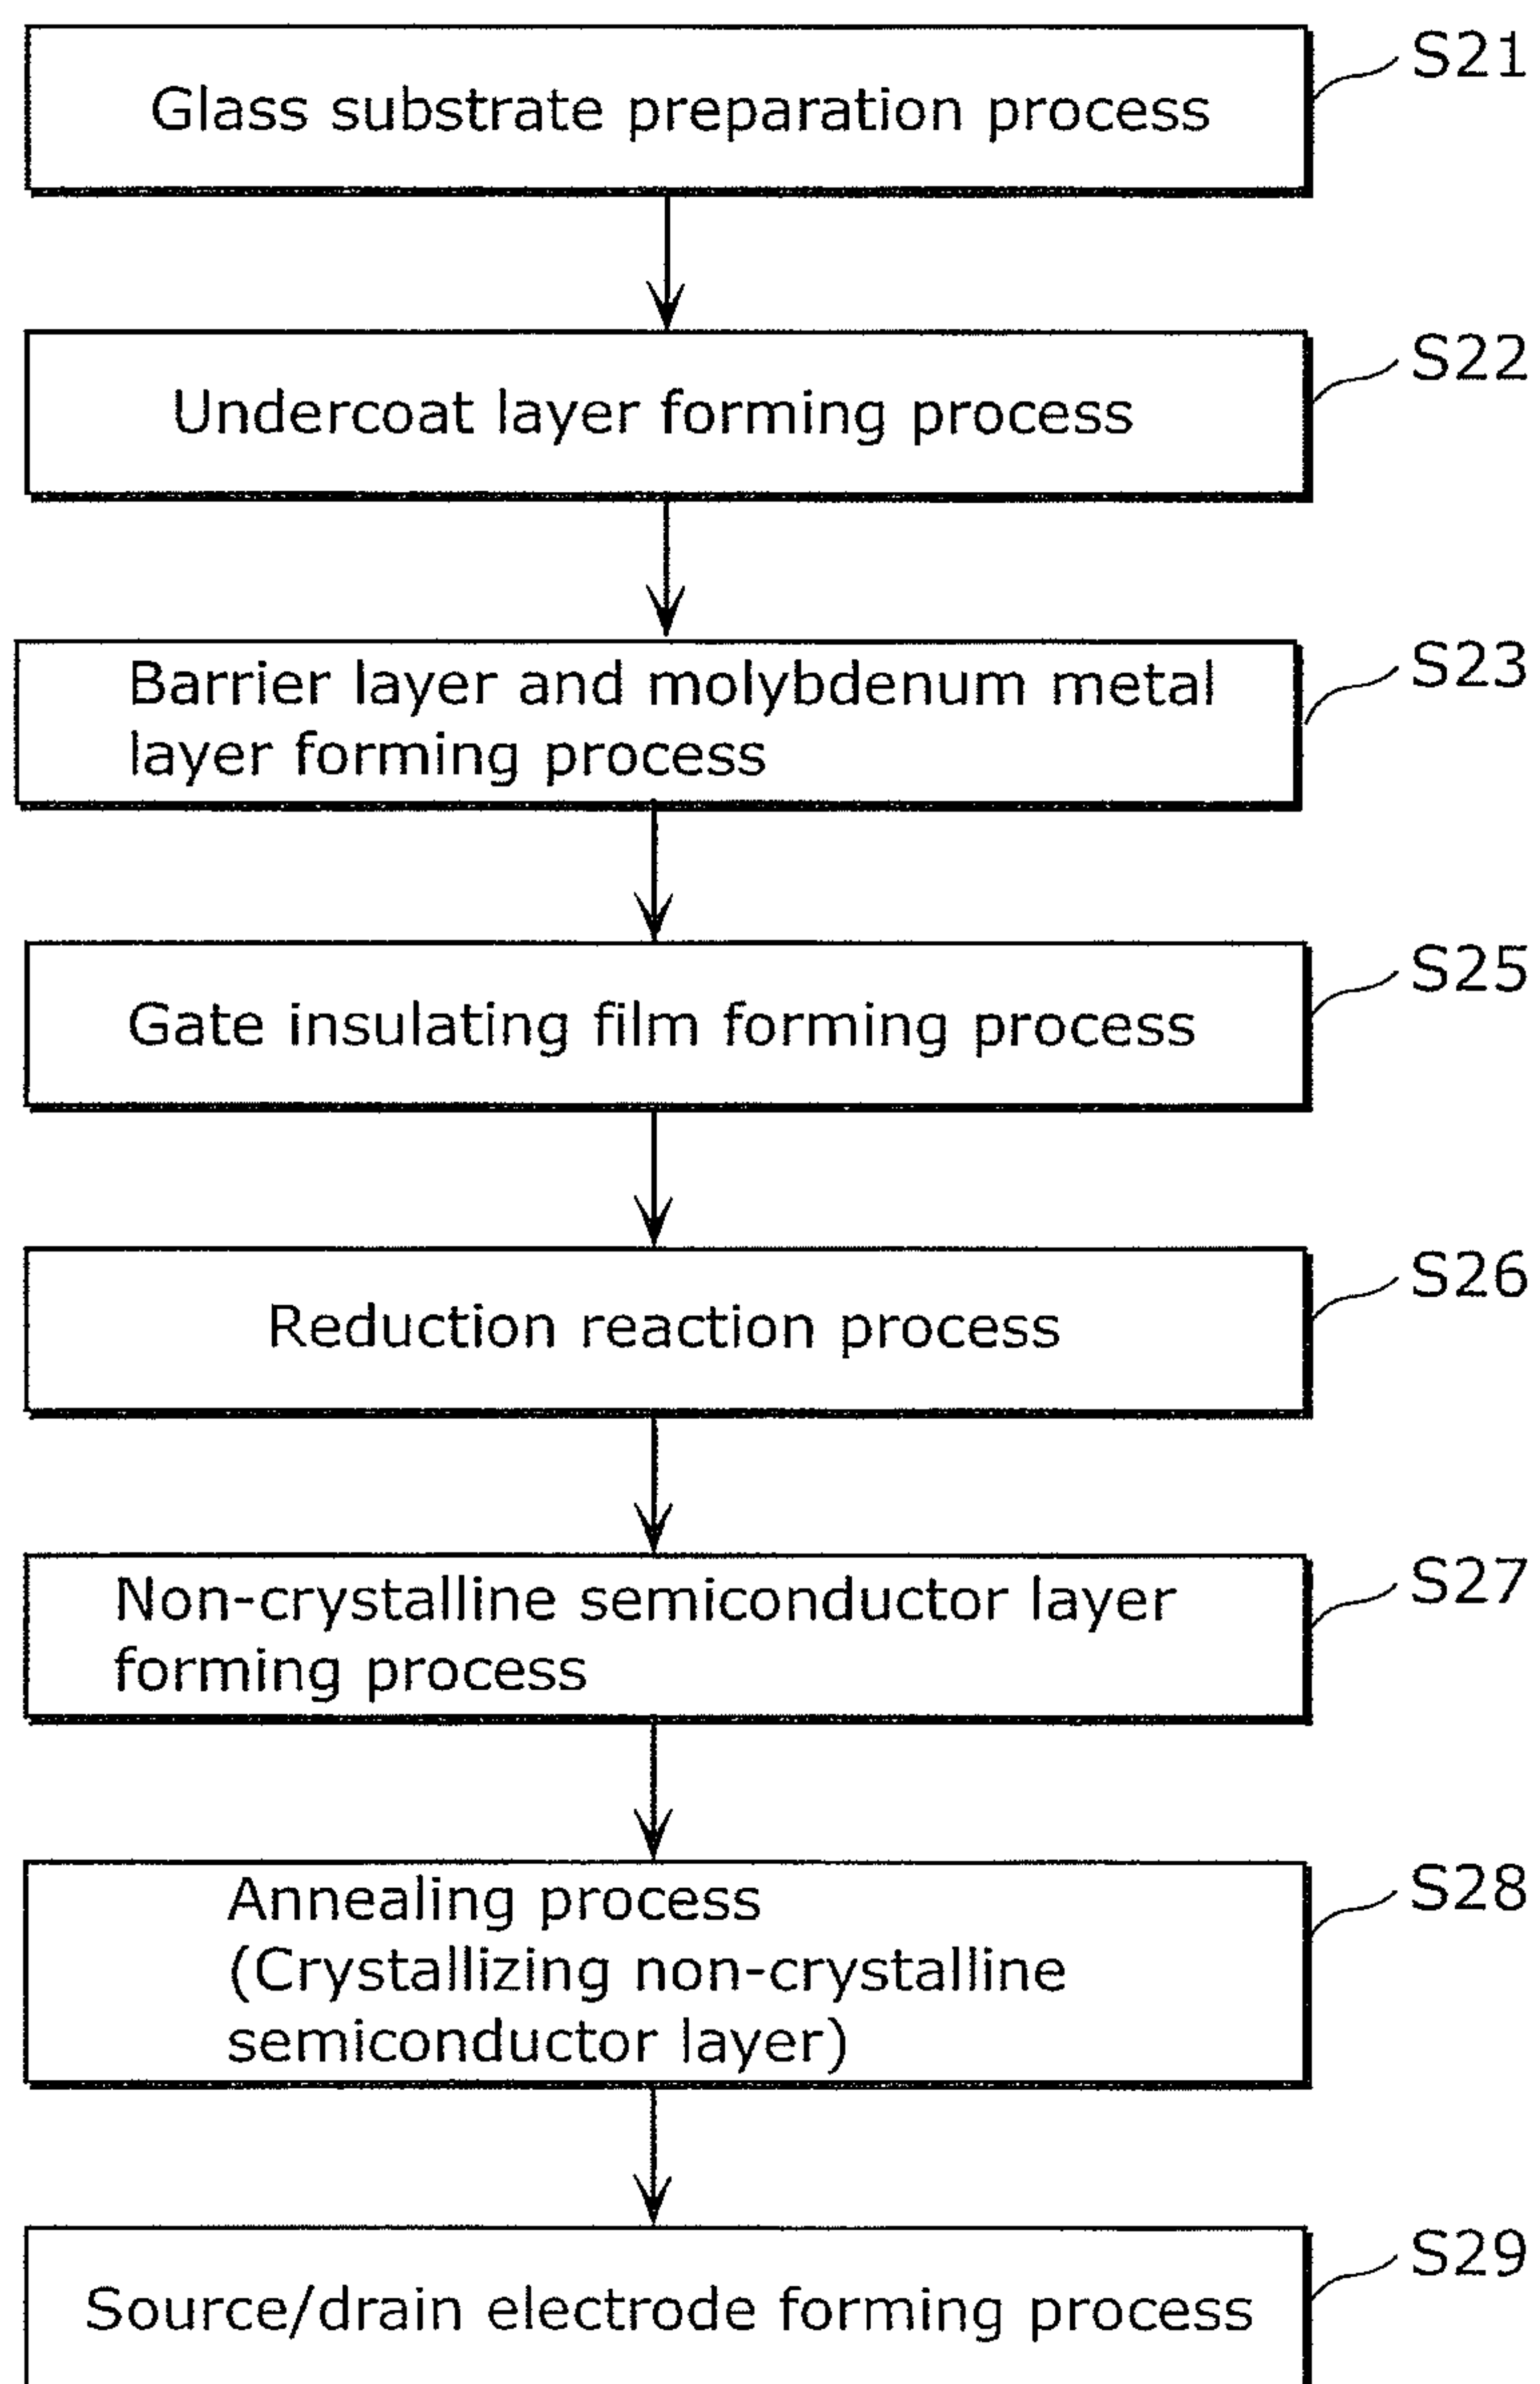 S21
Glass substrate preparation process
S22
Undercoat layer forming process
S23
Barrier layer and molybdenum metal
layer forming process
S25
Gate insulating film forming process
S26
Reduction reaction process
S27
Non-crystalline semiconductor layer
forming process
S28
Annealing process
(Crystallizing non-crystalline
semiconductor layer)
S29
Source/drain electrode forming process